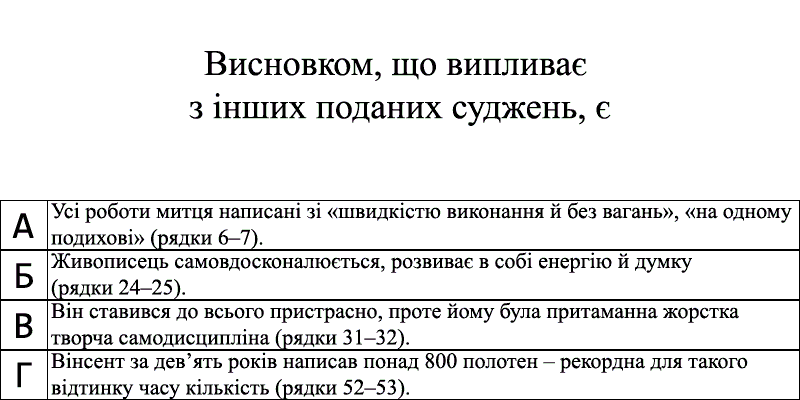 Висновком, що випливає
з інших поданих суджень, є
А
Усі роботи митця написані зі «швидкістю виконання й без вагань», «на одному
подихові» (рядки 6–7).
Б
Живописець самовдосконалюється, розвиває в собі енергію й думку
(рядки 24–25).
В
Він ставився до всього пристрасно, проте йому була притаманна жорстка
творча самодисципліна (рядки 31–32).
Г
Вінсент за дев’ять років написав понад 800 полотен – рекордна для такого
відтинку часу кількість (рядки 52–53).